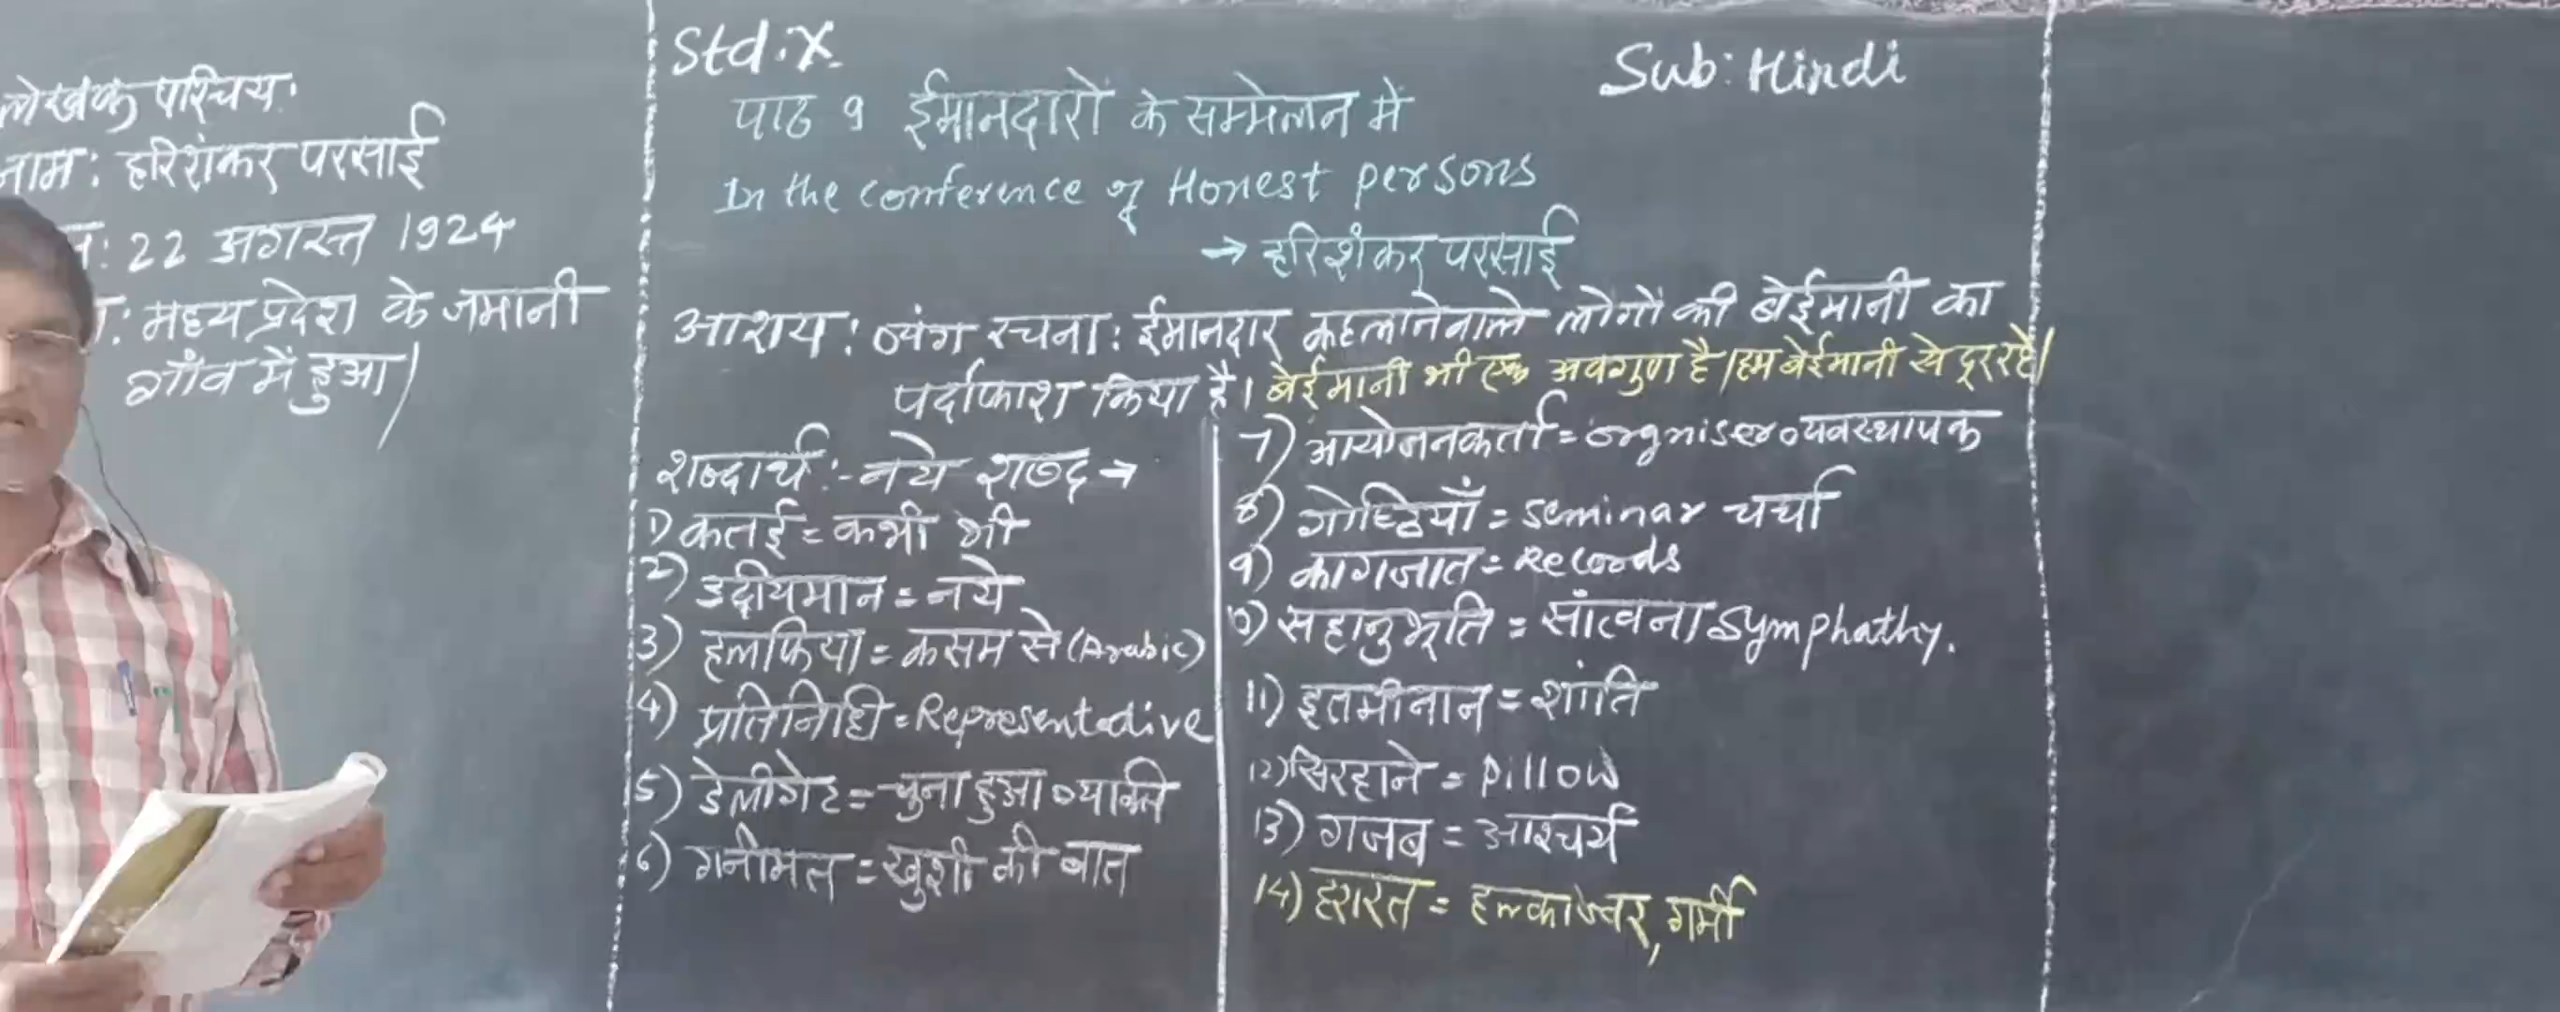 लेखक परिचय:
नाम: हरिशंकर परसाई
: 22 अगस्त 1924
: मध्य प्रदेश के जमानी
गाँव में हुआ।
Std: X.
Sub: Hindi
पाठ 9 ईमानदारों के सम्मेलन में
In the conference of Honest persons
→ हरिशंकर परसाई
आशय: व्यंग रचना: ईमानदार कहलानेवाले लोगों की बेईमानी का
पर्दाफाश किया है। बेईमानी भी एक अवगुण है। हम बेईमानी से दूर रहे।
शब्दार्थ:- नये शब्द →
1) कतई = कभी भी
2) उदीयमान = नये
3) हलफिया = कसम से (Arabic)
4) प्रतिनिधि = Representative
5) डेलीगेट = चुना हुआ व्यक्ति
6) गनीमत = खुशी की बात
7) आयोजनकर्ता = orgniser व्यवस्थापक
8) गोष्ठियाँ = seminar चर्चा
9) कागजात = Records
10) सहानुभूति = सांत्वना Symphathy.
11) इतमीनान = शांति
12) सिरहाने = pillow
13) गजब = आश्चर्य
14) हरारत = हल्का ज्वर, गर्मी